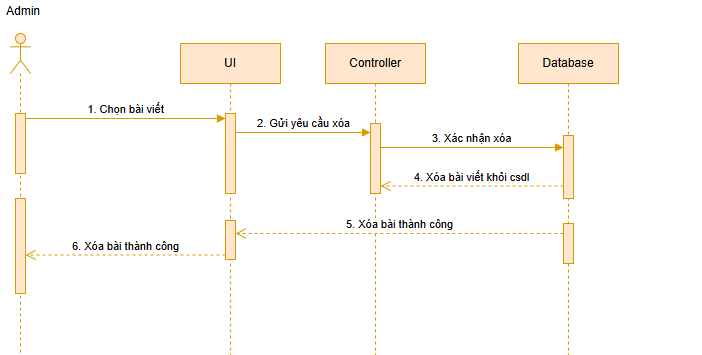 Admin
UI
Controller
Database
1. Chọn bài viết
2. Gửi yêu cầu xóa
3. Xác nhận xóa
4. Xóa bài viết khỏi csdl
5. Xóa bài thành công
6. Xóa bài thành công